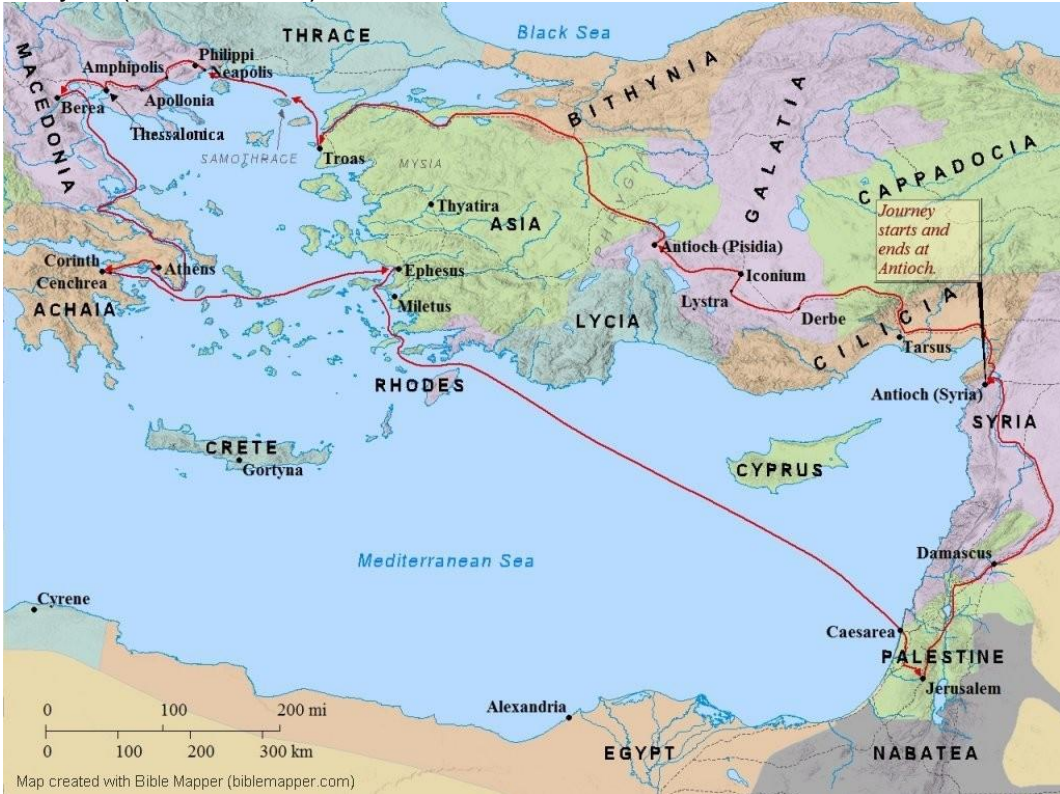 THRACE
Black Sea
MACEDONIA
Philippi
Amphipolis
Neapolis
PONTUS
BITHYNIA
Berea
Apollonia
Thessalonica
GALATIA
SAMOTHRACE
Troas
MYSIA
CAPPADOCIA
Thyatira
ASIA
Journey
starts and
ends at
Antioch.
Antioch (Pisidia)
Corinth
Athens
Cenchrea
Ephesus
Iconium
ACHAIA
Miletus
Lystra
LYCIA
Derbe
CILICIA
Tarsus
RHODES
Antioch (Syria)
SYRIA
CRETE
Gortyna
CYPRUS
Mediterranean Sea
Damascus
Cyrene
Caesarea
PALESTINE
Jerusalem
Alexandria
0 100 200 mi
0 100 200 300 km
EGYPT
NABATEA
Map created with Bible Mapper (biblemapper.com)